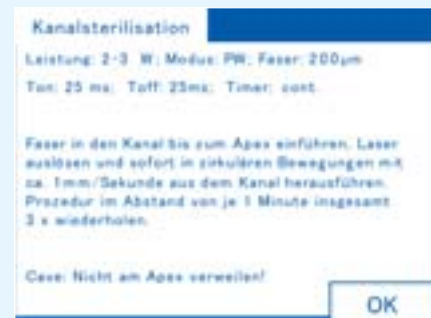 Kanalsterilisation
Leistung: 2-3 W; Modus: PW; Faser: 200µm
Ton: 25 ms; Toff: 25ms; Timer: cont.
Faser in den Kanal bis zum Apex einführen. Laser
auslösen und sofort in zirkulären Bewegungen mit
ca. 1mm/Sekunde aus dem Kanal herausführen.
Prozedur im Abstand von je 1 Minute insgesamt
3 x wiederholen.
Cave: Nicht am Apex verweilen!
OK